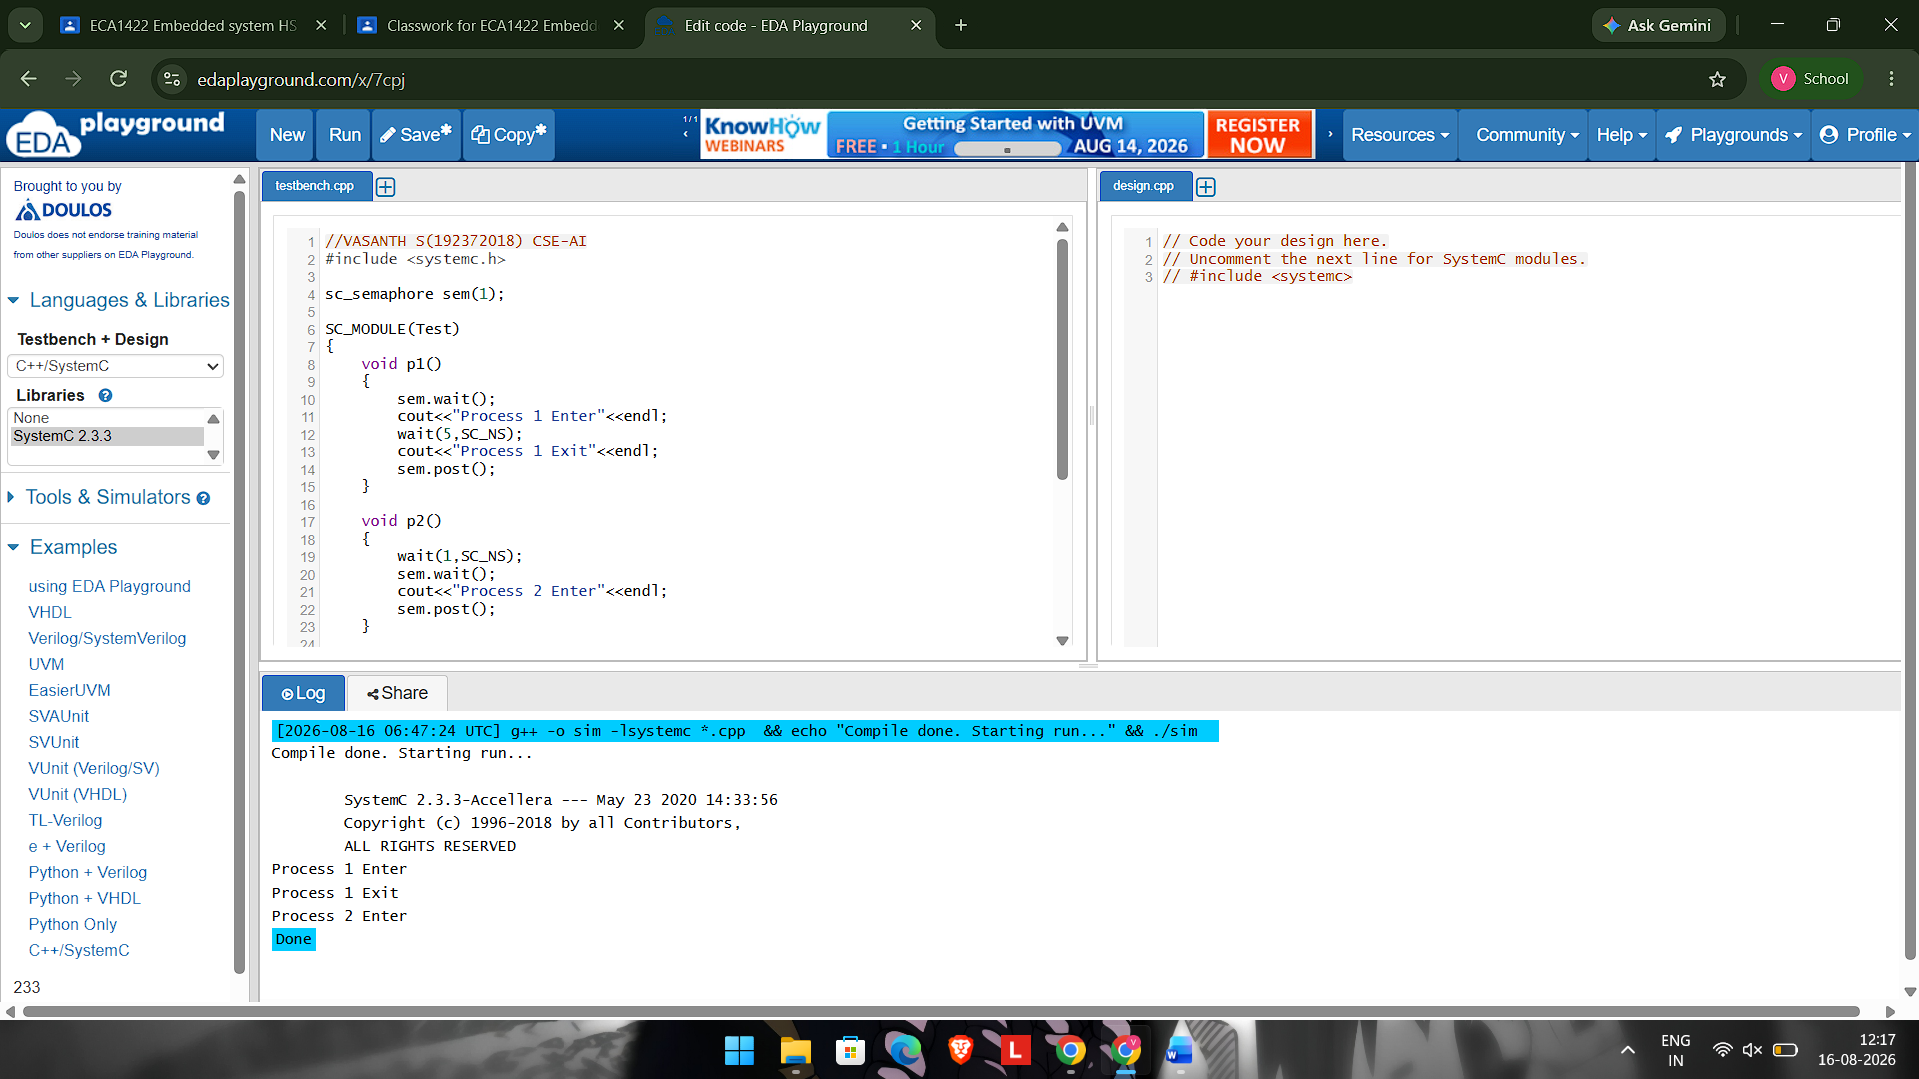 ECA1422 Embedded system HS
Classwork for ECA1422 Embedd
Edit code - EDA Playground
Ask Gemini
edaplayground.com/x/7cpj
V School
EDA playground
New
Run
Save*
Copy*
1/1
KnowHow WEBINARS
Getting Started with UVM
FREE • 1 Hour
AUG 14, 2026
REGISTER NOW
Resources
Community
Help
Playgrounds
Profile
Brought to you by
DOULOS
Doulos does not endorse training material
from other suppliers on EDA Playground.
Languages & Libraries
Testbench + Design
C++/SystemC
Libraries
None
SystemC 2.3.3
Tools & Simulators
Examples
using EDA Playground
VHDL
Verilog/SystemVerilog
UVM
EasierUVM
SVAUnit
SVUnit
VUnit (Verilog/SV)
VUnit (VHDL)
TL-Verilog
e + Verilog
Python + Verilog
Python + VHDL
Python Only
C++/SystemC
233
testbench.cpp
1 //VASANTH S(192372018) CSE-AI
2 #include <systemc.h>
3
4 sc_semaphore sem(1);
5
6 SC_MODULE(Test)
7 {
8 void p1()
9 {
10 sem.wait();
11 cout<<"Process 1 Enter"<<endl;
12 wait(5,SC_NS);
13 cout<<"Process 1 Exit"<<endl;
14 sem.post();
15 }
16
17 void p2()
18 {
19 wait(1,SC_NS);
20 sem.wait();
21 cout<<"Process 2 Enter"<<endl;
22 sem.post();
23 }
24
design.cpp
1 // Code your design here.
2 // Uncomment the next line for SystemC modules.
3 // #include <systemc>
Log
Share
[2026-08-16 06:47:24 UTC] g++ -o sim -lsystemc *.cpp && echo "Compile done. Starting run..." && ./sim
Compile done. Starting run...
SystemC 2.3.3-Accellera --- May 23 2020 14:33:56
Copyright (c) 1996-2018 by all Contributors,
ALL RIGHTS RESERVED
Process 1 Enter
Process 1 Exit
Process 2 Enter
Done
ENG
IN
12:17
16-08-2026